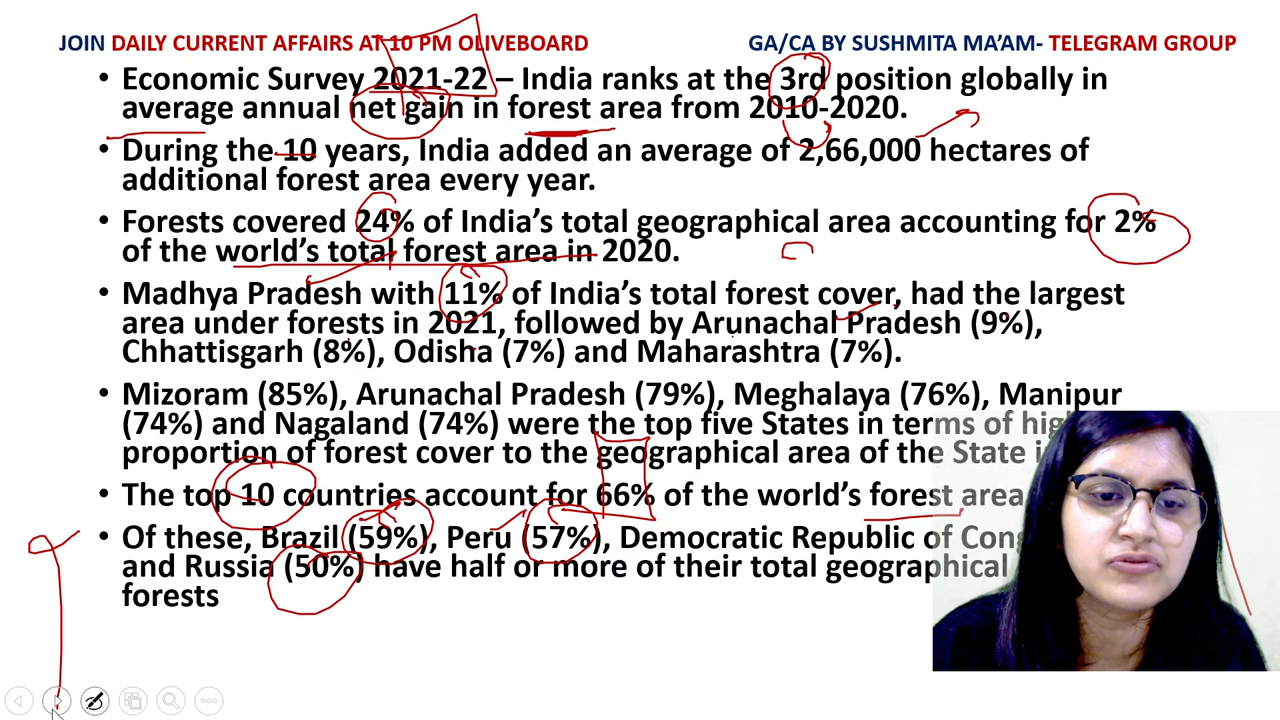 JOIN DAILY CURRENT AFFAIRS AT 10 PM OLIVEBOARD
GA/CA BY SUSHMITA MA'AM- TELEGRAM GROUP
• Economic Survey 2021-22 – India ranks at the 3rd position globally in
average annual net gain in forest area from 2010-2020.
• During the 10 years, India added an average of 2,66,000 hectares of
additional forest area every year.
• Forests covered 24% of India's total geographical area accounting for 2%
of the world's total forest area in 2020.
• Madhya Pradesh with 11% of India's total forest cover, had the largest
area under forests in 2021, followed by Arunachal Pradesh (9%),
Chhattisgarh (8%), Odisha (7%) and Maharashtra (7%).
• Mizoram (85%), Arunachal Pradesh (79%), Meghalaya (76%), Manipur
(74%) and Nagaland (74%) were the top five States in terms of
proportion of forest cover to the geographical area of the State
• The top 10 countries account for 66% of the world's forest area
• Of these, Brazil (59%), Peru (57%), Democratic Republic of
and Russia (50%) have half or more of their total geographical
forests